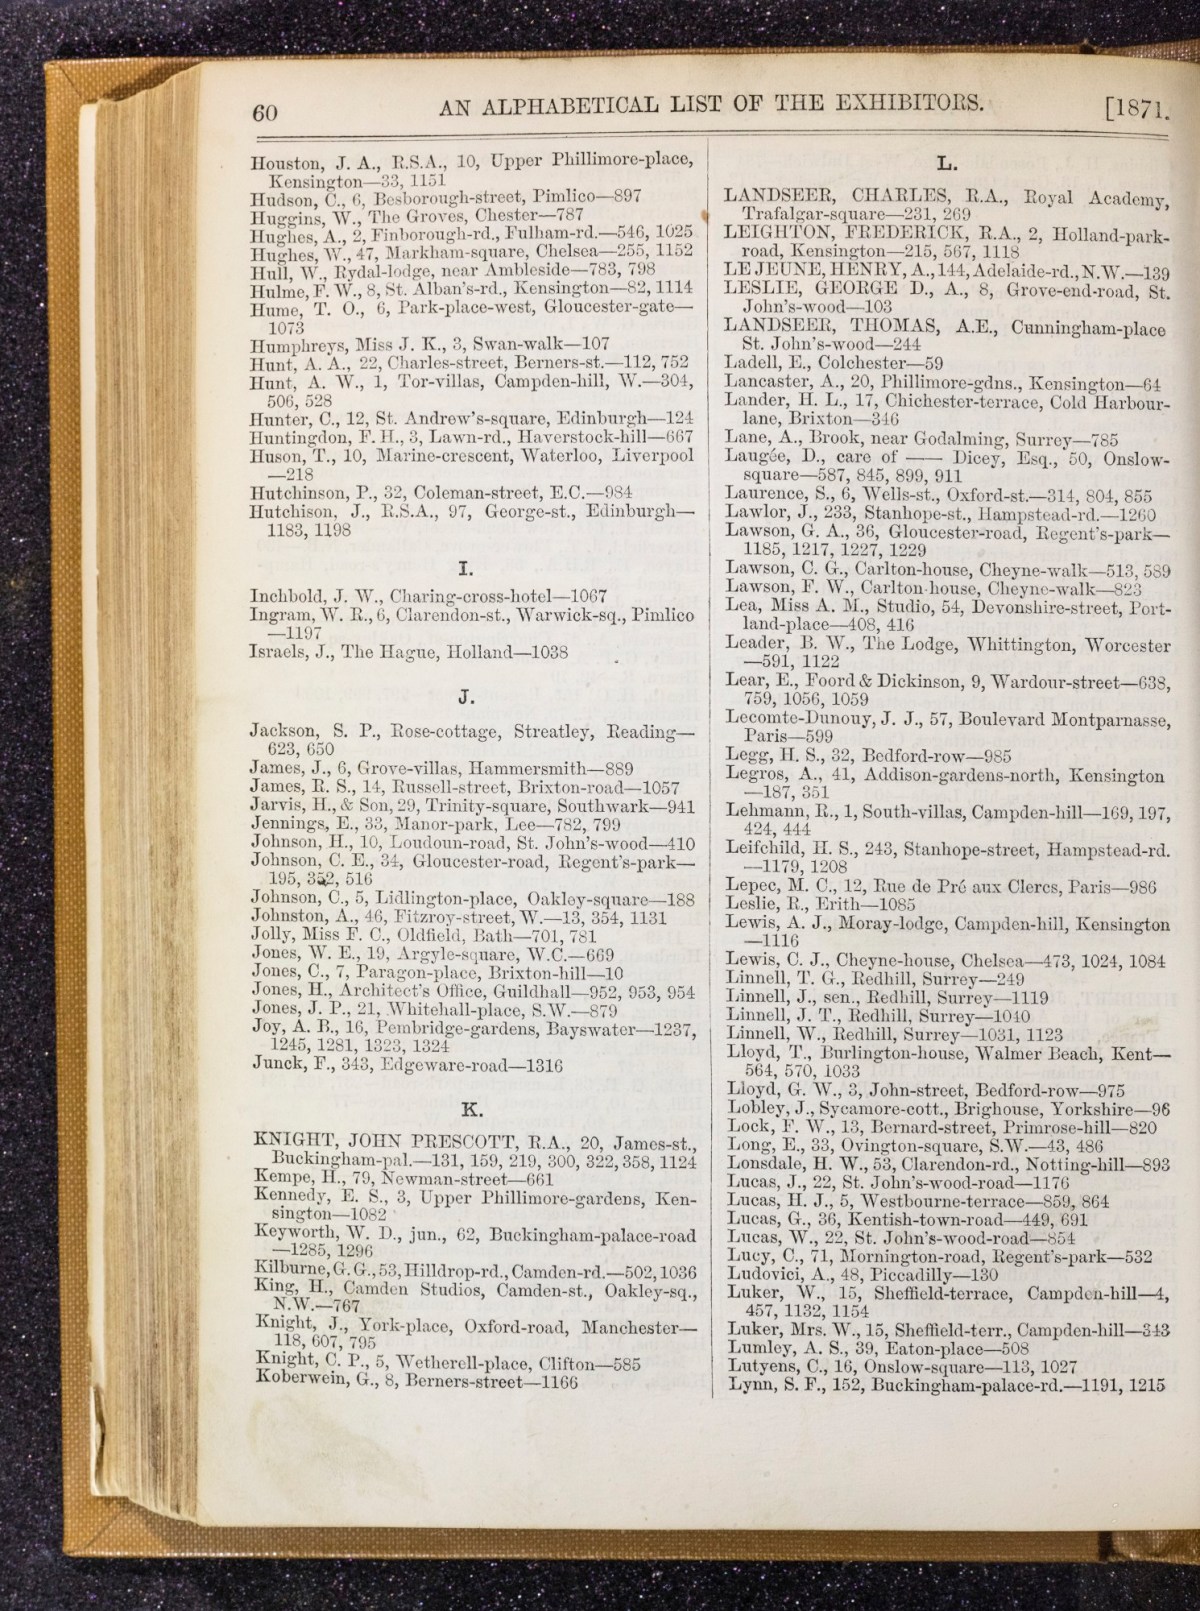 60
AN ALPHABETICAL LIST OF THE EXHIBITORS.
[1871.
Houston, J. A., R.S.A., 10, Upper Phillimore-place,
Kensington—33, 1151
Hudson, C., 6, Besborough-street, Pimlico—897
Huggins, W., The Groves, Chester—787
Hughes, A., 2, Finborough-rd., Fulham-rd.—546, 1025
Hughes, W., 47, Markham-square, Chelsea—255, 1152
Hull, W., Rydal-lodge, near Ambleside—783, 798
Hulme, F. W., 8, St. Alban's-rd., Kensington—82, 1114
Hume, T. O., 6, Park-place-west, Gloucester-gate—
1073
Humphreys, Miss J. K., 3, Swan-walk—107
Hunt, A. A., 22, Charles-street, Berners-st.—112, 752
Hunt, A. W., 1, Tor-villas, Campden-hill, W.—304,
506, 528
Hunter, C., 12, St. Andrew's-square, Edinburgh—124
Huntingdon, F. H., 3, Lawn-rd., Haverstock-hill—667
Huson, T., 10, Marine-crescent, Waterloo, Liverpool
—218
Hutchinson, P., 32, Coleman-street, E.C.—984
Hutchison, J., R.S.A., 97, George-st., Edinburgh—
1183, 1198
I.
Inchbold, J. W., Charing-cross-hotel—1067
Ingram, W. R., 6, Clarendon-st., Warwick-sq., Pimlico
—1197
Israels, J., The Hague, Holland—1038
J.
Jackson, S. P., Rose-cottage, Streatley, Reading—
623, 650
James, J., 6, Grove-villas, Hammersmith—889
James, R. S., 14, Russell-street, Brixton-road—1057
Jarvis, H., & Son, 29, Trinity-square, Southwark—941
Jennings, E., 33, Manor-park, Lee—782, 799
Johnson, H., 10, Loudoun-road, St. John's-wood—410
Johnson, C. E., 34, Gloucester-road, Regent's-park—
195, 352, 516
Johnson, C., 5, Lidlington-place, Oakley-square—188
Johnston, A., 46, Fitzroy-street, W.—13, 354, 1131
Jolly, Miss F. C., Oldfield, Bath—701, 781
Jones, W. E., 19, Argyle-square, W.C.—669
Jones, C., 7, Paragon-place, Brixton-hill—10
Jones, H., Architect's Office, Guildhall—952, 953, 954
Jones, J. P., 21, Whitehall-place, S.W.—879
Joy, A. B., 16, Pembridge-gardens, Bayswater—1237,
1245, 1281, 1323, 1324
Junck, F., 343, Edgeware-road—1316
K.
KNIGHT, JOHN PRESCOTT, R.A., 20, James-st.,
Buckingham-pal.—131, 159, 219, 300, 322, 358, 1124
Kempe, H., 79, Newman-street—661
Kennedy, E. S., 3, Upper Phillimore-gardens, Ken-
sington—1082
Keyworth, W. D., jun., 62, Buckingham-palace-road
—1285, 1296
Kilburne, G. G., 53, Hilldrop-rd., Camden-rd.—502, 1036
King, H., Camden Studios, Camden-st., Oakley-sq.,
N.W.—767
Knight, J., York-place, Oxford-road, Manchester—
118, 607, 795
Knight, C. P., 5, Wetherell-place, Clifton—585
Koberwein, G., 8, Berners-street—1166
L.
LANDSEER, CHARLES, R.A., Royal Academy,
Trafalgar-square—231, 269
LEIGHTON, FREDERICK, R.A., 2, Holland-park-
road, Kensington—215, 567, 1118
LE JEUNE, HENRY, A., 144, Adelaide-rd., N.W.—139
LESLIE, GEORGE D., A., 8, Grove-end-road, St.
John's-wood—103
LANDSEER, THOMAS, A.E., Cunningham-place
St. John's-wood—244
Ladell, E., Colchester—59
Lancaster, A., 20, Phillimore-gdns., Kensington—64
Lander, H. L., 17, Chichester-terrace, Cold Harbour-
lane, Brixton—346
Lane, A., Brook, near Godalming, Surrey—785
Laugée, D., care of —— Dicey, Esq., 50, Onslow-
square—587, 845, 899, 911
Laurence, S., 6, Wells-st., Oxford-st.—314, 804, 855
Lawlor, J., 233, Stanhope-st., Hampstead-rd.—1260
Lawson, G. A., 36, Gloucester-road, Regent's-park—
1185, 1217, 1227, 1229
Lawson, C. G., Carlton-house, Cheyne-walk—513, 589
Lawson, F. W., Carlton-house, Cheyne-walk—823
Lea, Miss A. M., Studio, 54, Devonshire-street, Port-
land-place—408, 416
Leader, B. W., The Lodge, Whittington, Worcester
—591, 1122
Lear, E., Foord & Dickinson, 9, Wardour-street—638,
759, 1056, 1059
Lecomte-Dunouy, J. J., 57, Boulevard Montparnasse,
Paris—599
Legg, H. S., 32, Bedford-row—985
Legros, A., 41, Addison-gardens-north, Kensington
—187, 351
Lehmann, R., 1, South-villas, Campden-hill—169, 197,
424, 444
Leifchild, H. S., 243, Stanhope-street, Hampstead-rd.
—1179, 1208
Lepec, M. C., 12, Rue de Pré aux Clercs, Paris—986
Leslie, R., Erith—1085
Lewis, A. J., Moray-lodge, Campden-hill, Kensington
—1116
Lewis, C. J., Cheyne-house, Chelsea—473, 1024, 1084
Linnell, T. G., Redhill, Surrey—249
Linnell, J., sen., Redhill, Surrey—1119
Linnell, J. T., Redhill, Surrey—1010
Linnell, W., Redhill, Surrey—1031, 1123
Lloyd, T., Burlington-house, Walmer Beach, Kent—
564, 570, 1033
Lloyd, G. W., 3, John-street, Bedford-row—975
Lobley, J., Sycamore-cott., Brighouse, Yorkshire—96
Lock, F. W., 13, Bernard-street, Primrose-hill—820
Long, E., 33, Ovington-square, S.W.—43, 486
Lonsdale, H. W., 53, Clarendon-rd., Notting-hill—893
Lucas, J., 22, St. John's-wood-road—1176
Lucas, H. J., 5, Westbourne-terrace—859, 864
Lucas, G., 36, Kentish-town-road—449, 691
Lucas, W., 22, St. John's-wood-road—854
Lucy, C., 71, Mornington-road, Regent's-park—532
Ludovici, A., 48, Piccadilly—130
Luker, W., 15, Sheffield-terrace, Campden-hill—4,
457, 1132, 1154
Luker, Mrs. W., 15, Sheffield-terr., Campden-hill—343
Lumley, A. S., 39, Eaton-place—508
Lutyens, C., 16, Onslow-square—113, 1027
Lynn, S. F., 152, Buckingham-palace-rd.—1191, 1215